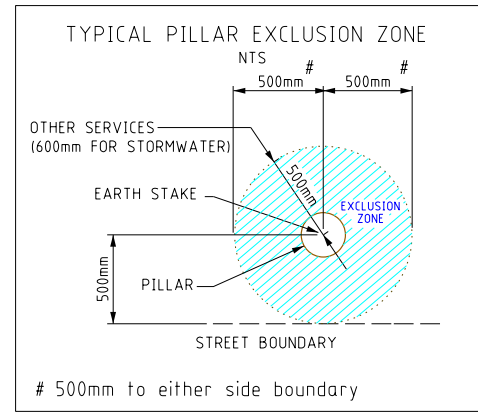 TYPICAL PILLAR EXCLUSION ZONE
NTS
# #
500mm 500mm
OTHER SERVICES
(600mm FOR STORMWATER)
500mm
EARTH STAKE
EXCLUSION
ZONE
500mm
PILLAR
STREET BOUNDARY
# 500mm to either side boundary